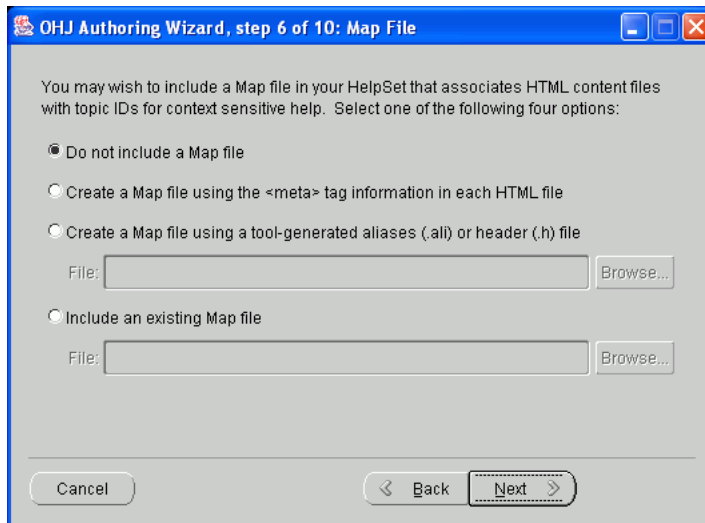 OHJ Authoring Wizard, step 6 of 10: Map File
You may wish to include a Map file in your HelpSet that associates HTML content files
with topic IDs for context sensitive help. Select one of the following four options:
Do not include a Map file
Create a Map file using the <meta> tag information in each HTML file
Create a Map file using a tool-generated aliases (.ali) or header (.h) file
File: Browse...
Include an existing Map file
File: Browse...
Cancel Back Next